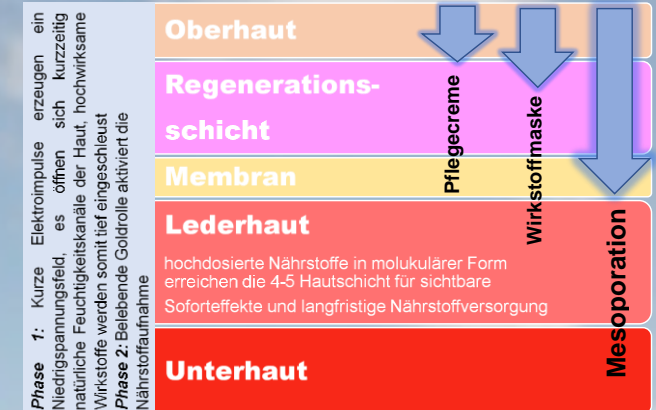 Phase 1: Kurze Elektroimpulse erzeugen ein
Niedrigspannungsfeld, es öffnen sich kurzzeitig
natürliche Feuchtigkeitskanäle der Haut, hochwirksame
Wirkstoffe werden somit tief eingeschleust
Phase 2: Belebende Goldrolle aktiviert die
Nährstoffaufnahme
Oberhaut
Regenerations-
schicht
Membran
Lederhaut
hochdosierte Nährstoffe in molukulärer Form
erreichen die 4-5 Hautschicht für sichtbare
Soforteffekte und langfristige Nährstoffversorgung
Unterhaut
Pflegecreme
Wirkstoffmaske
Mesoporation